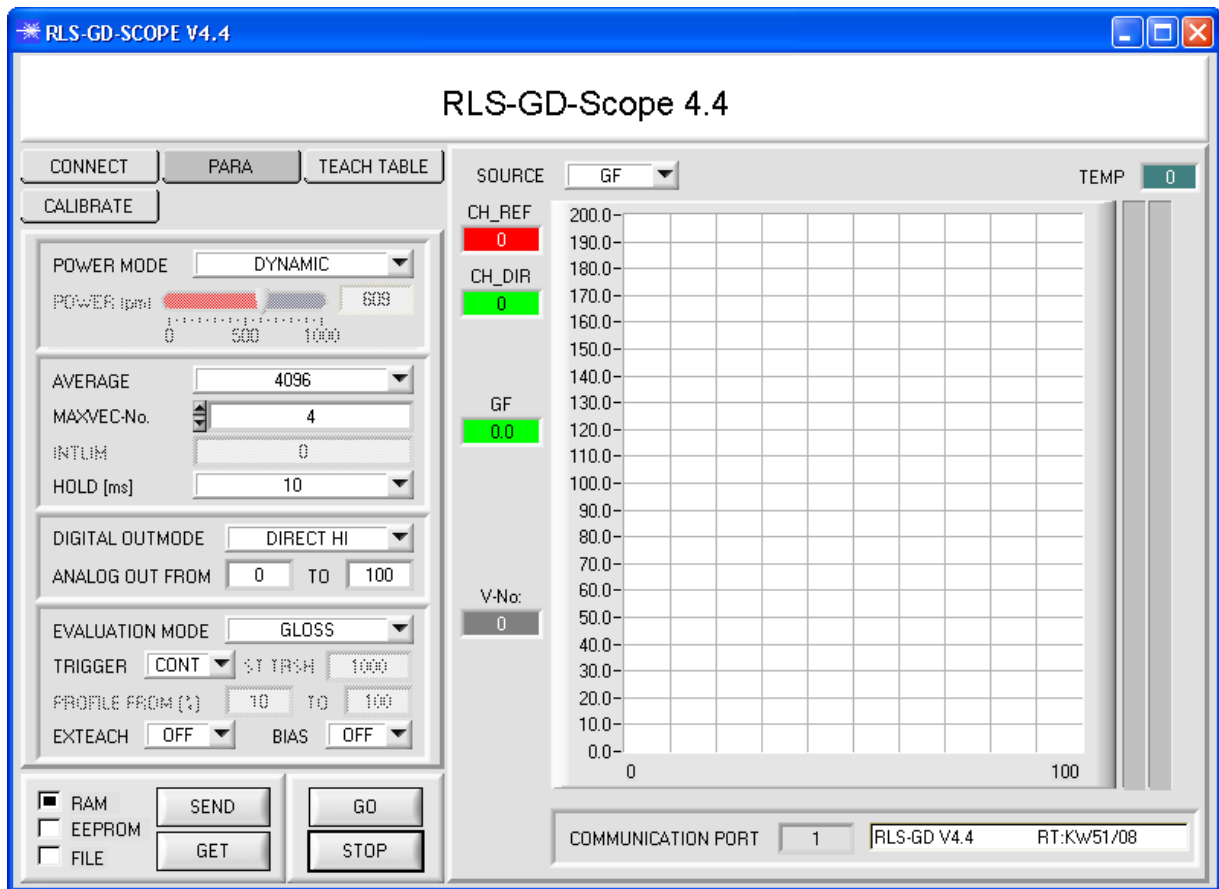 RLS-GD-SCOPE V4.4
RLS-GD-Scope 4.4
CONNECT PARA TEACH TABLE
CALIBRATE
POWER MODE DYNAMIC
POWER [pm] 609
0 500 1000
AVERAGE 4096
MAXVEC-No. 4
INTLIM 0
HOLD [ms] 10
DIGITAL OUTMODE DIRECT HI
ANALOG OUT FROM 0 TO 100
EVALUATION MODE GLOSS
TRIGGER CONT ST TRSH 1000
PROFILE FROM (%) 10 TO 100
EXTEACH OFF BIAS OFF
RAM
EEPROM
FILE
SEND
GET
GO
STOP
SOURCE GF
TEMP 0
CH_REF
0
CH_DIR
0
GF
0.0
V-No:
0
200.0
190.0
180.0
170.0
160.0
150.0
140.0
130.0
120.0
110.0
100.0
90.0
80.0
70.0
60.0
50.0
40.0
30.0
20.0
10.0
0.0
0 100
COMMUNICATION PORT 1 RLS-GD V4.4 RT:KW51/08